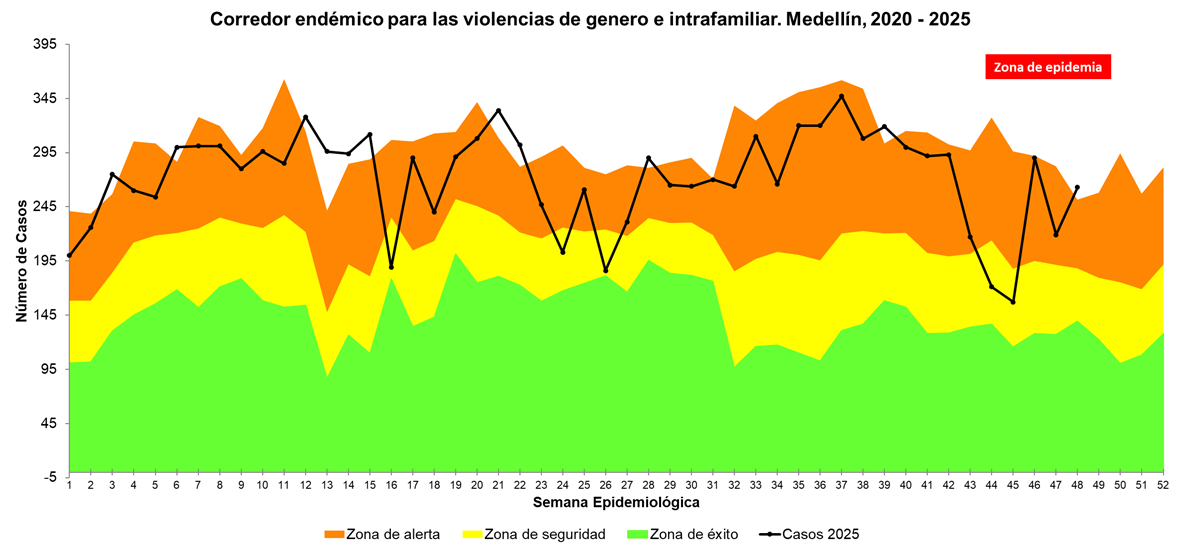 Corredor endémico para las violencias de genero e intrafamiliar. Medellín, 2020 - 2025
Zona de epidemia
Número de Casos
395
345
295
245
195
145
95
45
-5
1 2 3 4 5 6 7 8 9 10 11 12 13 14 15 16 17 18 19 20 21 22 23 24 25 26 27 28 29 30 31 32 33 34 35 36 37 38 39 40 41 42 43 44 45 46 47 48 49 50 51 52
Semana Epidemiológica
Zona de alerta Zona de seguridad Zona de éxito Casos 2025